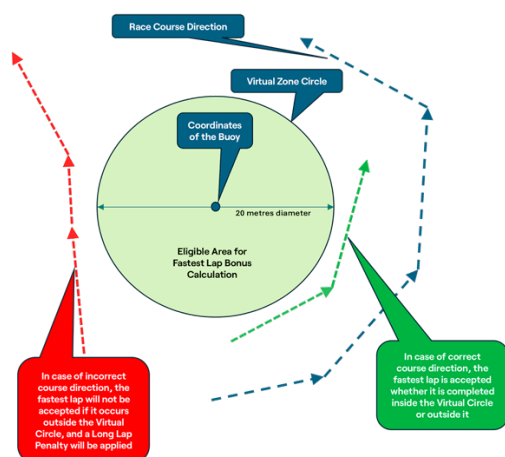 Race Course Direction
Virtual Zone Circle
Coordinates
of the Buoy
20 metres diameter
Eligible Area for
Fastest Lap Bonus
Calculation
In case of incorrect
course direction, the
fastest lap will not be
accepted if it occurs
outside the Virtual
Circle, and a Long Lap
Penalty will be applied
In case of correct
course direction, the
fastest lap is accepted
whether it is completed
inside the Virtual Circle
or outside it